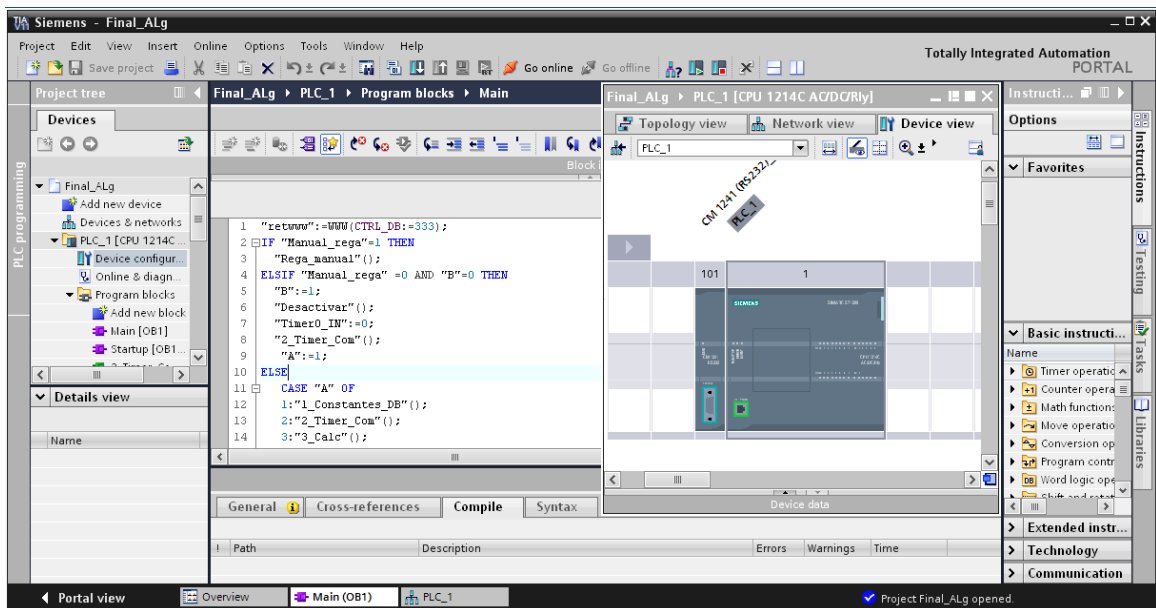 Siemens - Final_ALg
Project Edit View Insert Online Options Tools Window Help
Totally Integrated Automation
PORTAL
Save project
Go online
Go offline
Project tree
Final_ALg ▸ PLC_1 ▸ Program blocks ▸ Main
Final_ALg ▸ PLC_1 [CPU 1214C AC/DC/Rly]
Instructi...
Devices
Topology view
Network view
Device view
Options
PLC_1
Block i
Favorites
PLC programming
Final_ALg
Add new device
Devices & networks
PLC_1 [CPU 1214C ...
Device configur...
Online & diagn...
Program blocks
Add new block
Main [OB1]
Startup [OB1...
Details view
Name
1 "retwww":=WWW(CTRL_DB:=333);
2 IF "Manual_rega"=1 THEN
3 "Rega_manual"();
4 ELSIF "Manual_rega" =0 AND "B"=0 THEN
5 "B":=1;
6 "Desactivar"();
7 "Timer0_IN":=0;
8 "2_Timer_Com"();
9 "A":=1;
10 ELSE
11 CASE "A" OF
12 1:"1_Constantes_DB"();
13 2:"2_Timer_Com"();
14 3:"3_Calc"();
CM 1241 (RS232)_
PLC_1
101
1
SIEMENS
Device data
General Cross-references Compile Syntax
! Path Description Errors Warnings Time
Basic instructi...
Name
Timer operatio
Counter opera
Math function
Move operatio
Conversion op
Program contr
Word logic ope
Shift and rotat
Extended instr...
Technology
Communication
Instructions
Testing
Tasks
Libraries
Portal view
Overview
Main (OB1)
PLC_1
Project Final_ALg opened.